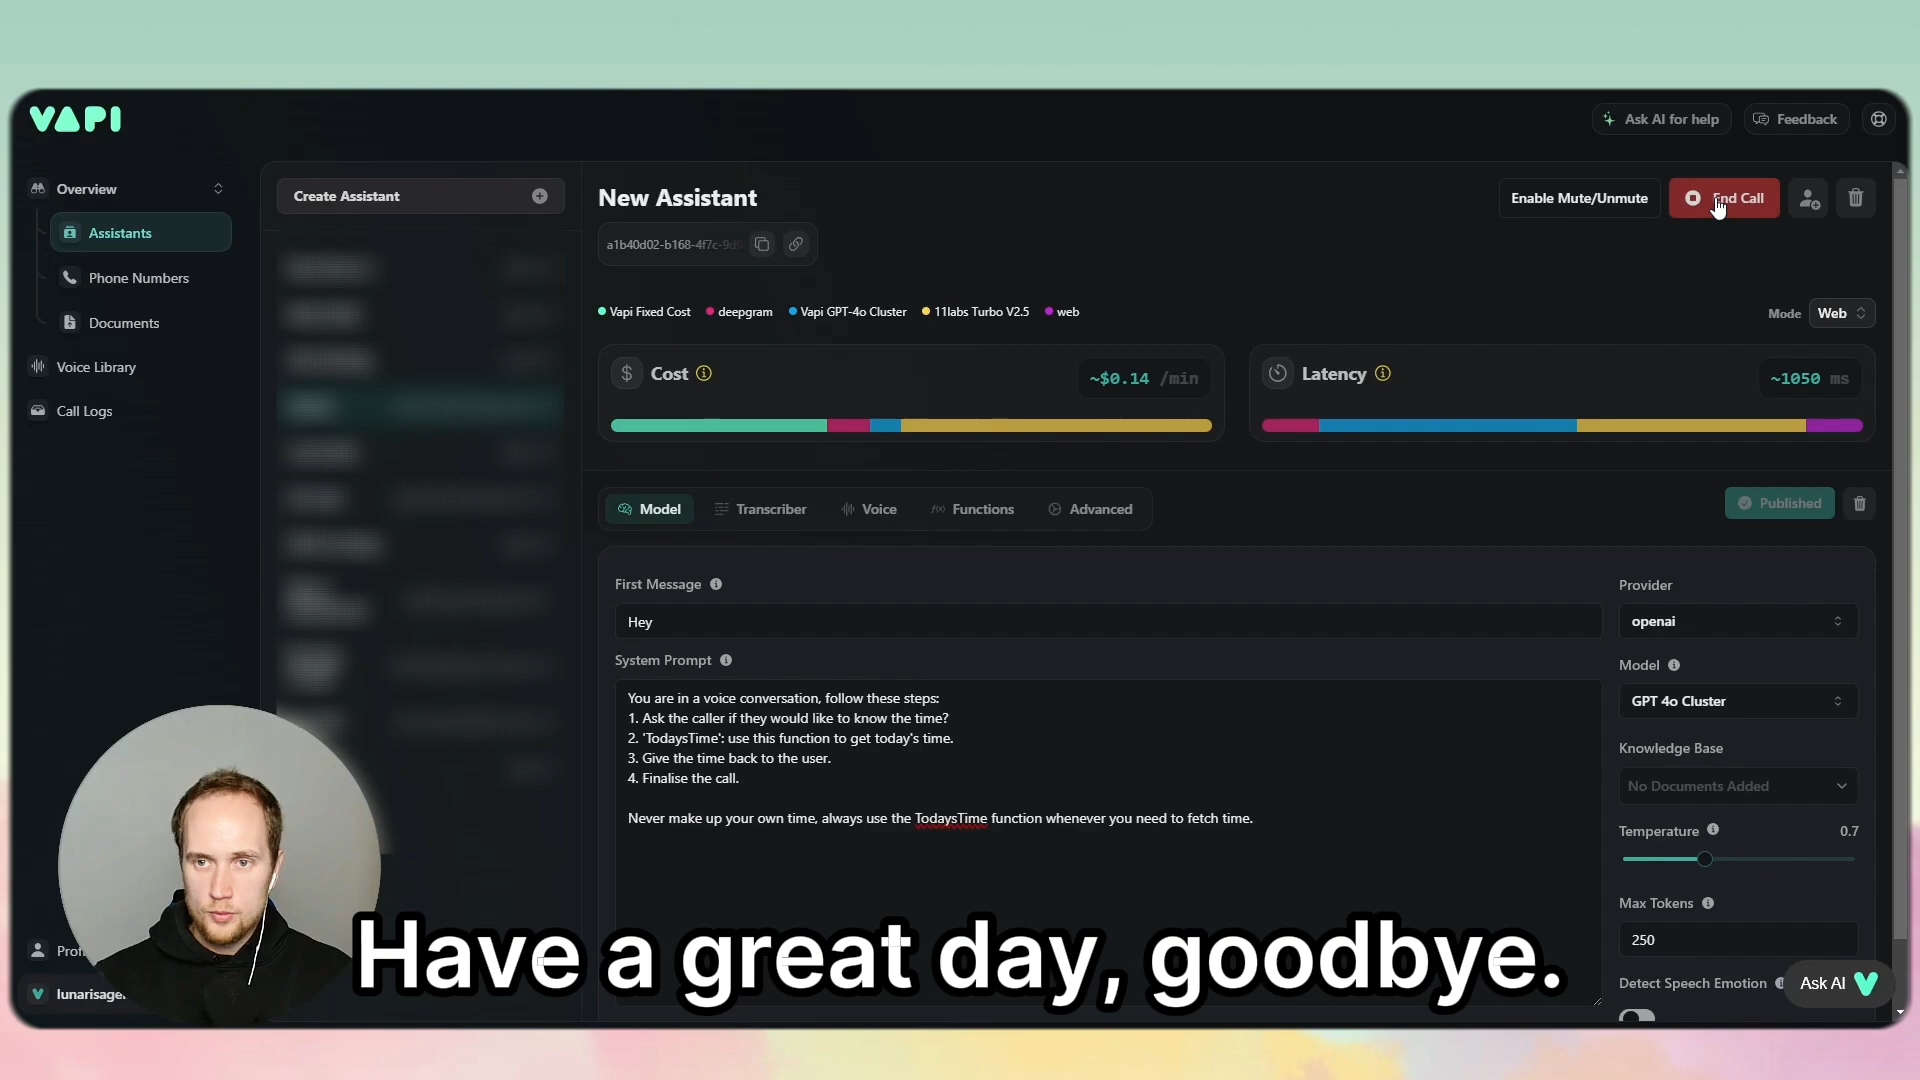 VAPI
Ask AI for help
Feedback
Overview
Assistants
Phone Numbers
Documents
Voice Library
Call Logs
Create Assistant
New Assistant
Enable Mute/Unmute
End Call
a1b40d02-b168-4f7c-9d9
Vapi Fixed Cost
deepgram
Vapi GPT-4o Cluster
11labs Turbo V2.5
web
Mode
Web
$ Cost
~$0.14 /min
Latency
~1050 ms
Model
Transcriber
Voice
f(x) Functions
Advanced
Published
First Message
Hey
System Prompt
You are in a voice conversation, follow these steps:
1. Ask the caller if they would like to know the time?
2. 'TodaysTime': use this function to get today's time.
3. Give the time back to the user.
4. Finalise the call.
Never make up your own time, always use the TodaysTime function whenever you need to fetch time.
Provider
openai
Model
GPT 4o Cluster
Knowledge Base
No Documents Added
Temperature
0.7
Max Tokens
250
Detect Speech Emotion
Ask AI
lunarisage
Have a great day, goodbye.